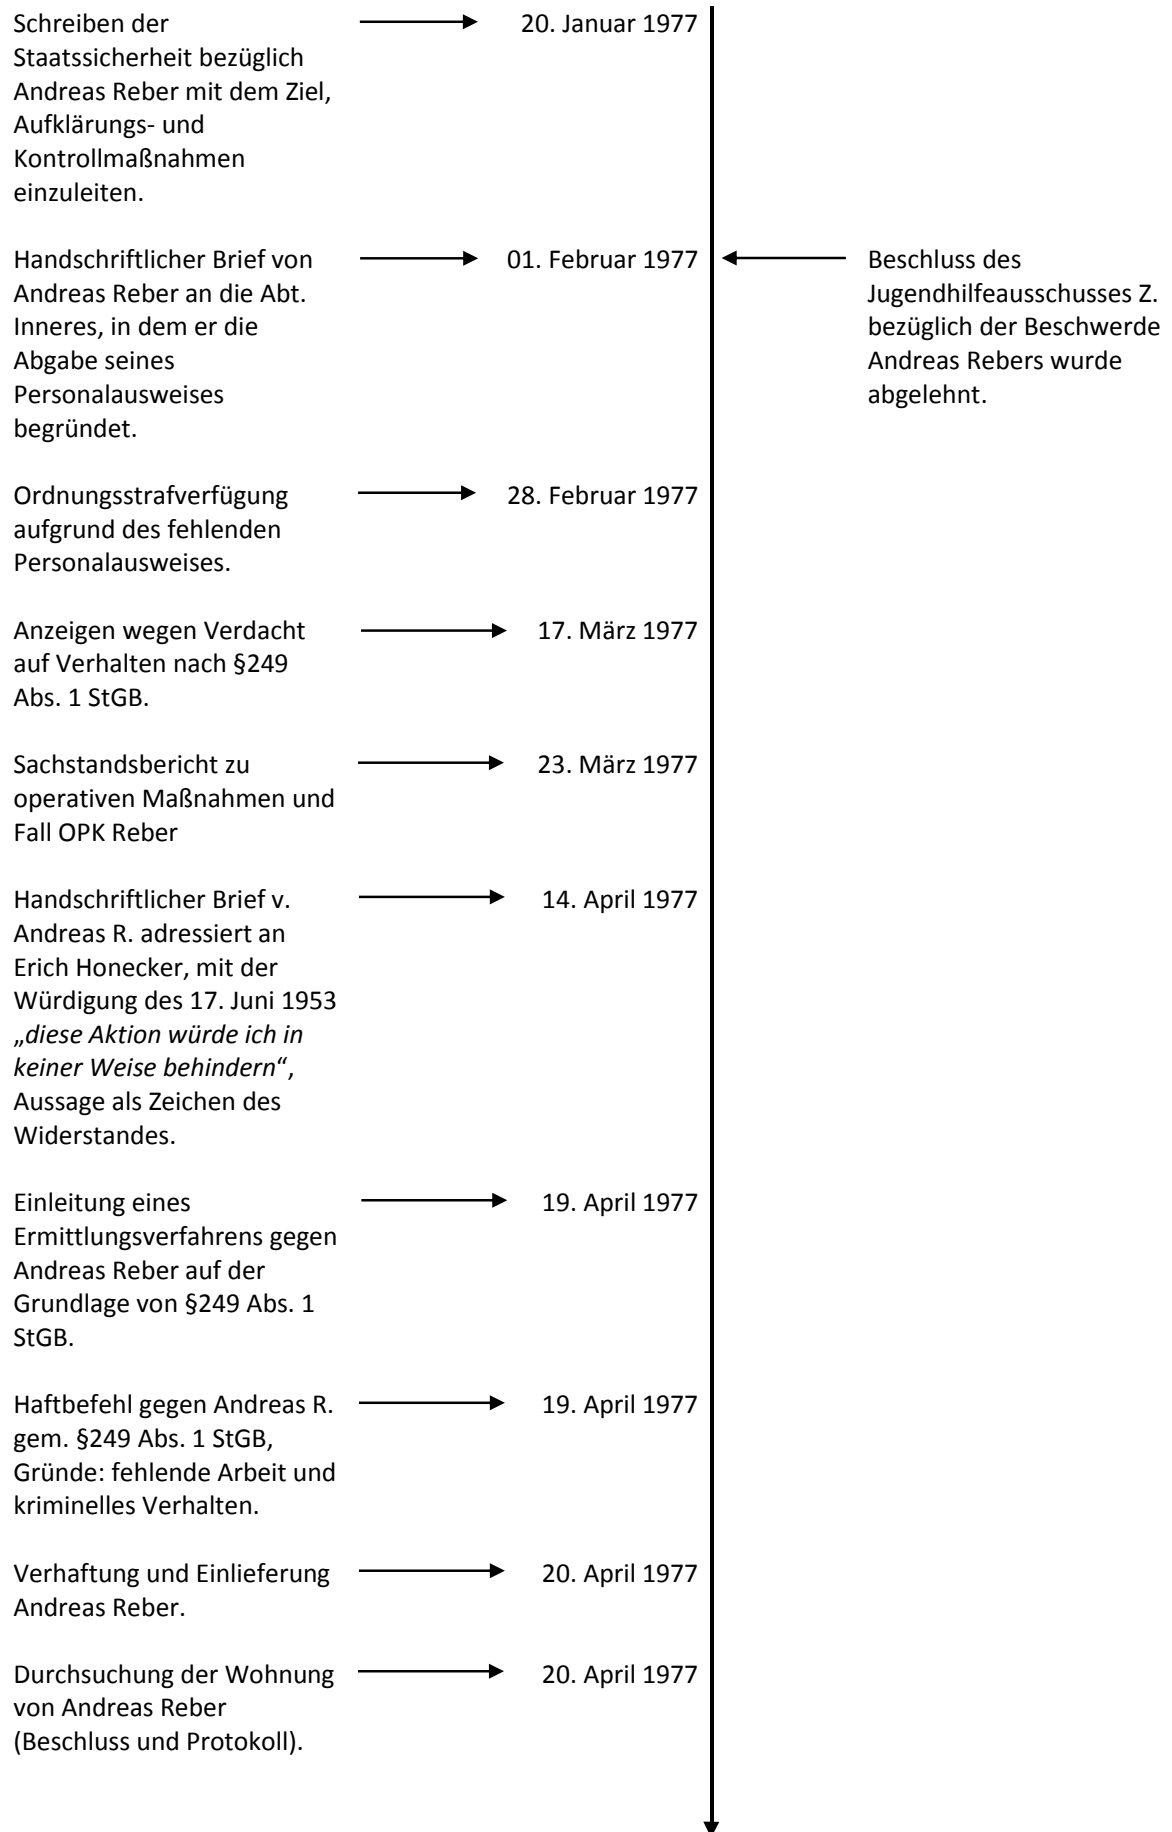 Schreiben der
Staatssicherheit bezüglich
Andreas Reber mit dem Ziel,
Aufklärungs- und
Kontrollmaßnahmen
einzuleiten.
20. Januar 1977
Handschriftlicher Brief von
Andreas Reber an die Abt.
Inneres, in dem er die
Abgabe seines
Personalausweises
begründet.
01. Februar 1977
Beschluss des
Jugendhilfeausschusses Z.
bezüglich der Beschwerde
Andreas Rebers wurde
abgelehnt.
Ordnungsstrafverfügung
aufgrund des fehlenden
Personalausweises.
28. Februar 1977
Anzeigen wegen Verdacht
auf Verhalten nach §249
Abs. 1 StGB.
17. März 1977
Sachstandsbericht zu
operativen Maßnahmen und
Fall OPK Reber
23. März 1977
Handschriftlicher Brief v.
Andreas R. adressiert an
Erich Honecker, mit der
Würdigung des 17. Juni 1953
„diese Aktion würde ich in
keiner Weise behindern“,
Aussage als Zeichen des
Widerstandes.
14. April 1977
Einleitung eines
Ermittlungsverfahrens gegen
Andreas Reber auf der
Grundlage von §249 Abs. 1
StGB.
19. April 1977
Haftbefehl gegen Andreas R.
gem. §249 Abs. 1 StGB,
Gründe: fehlende Arbeit und
kriminelles Verhalten.
19. April 1977
Verhaftung und Einlieferung
Andreas Reber.
20. April 1977
Durchsuchung der Wohnung
von Andreas Reber
(Beschluss und Protokoll).
20. April 1977